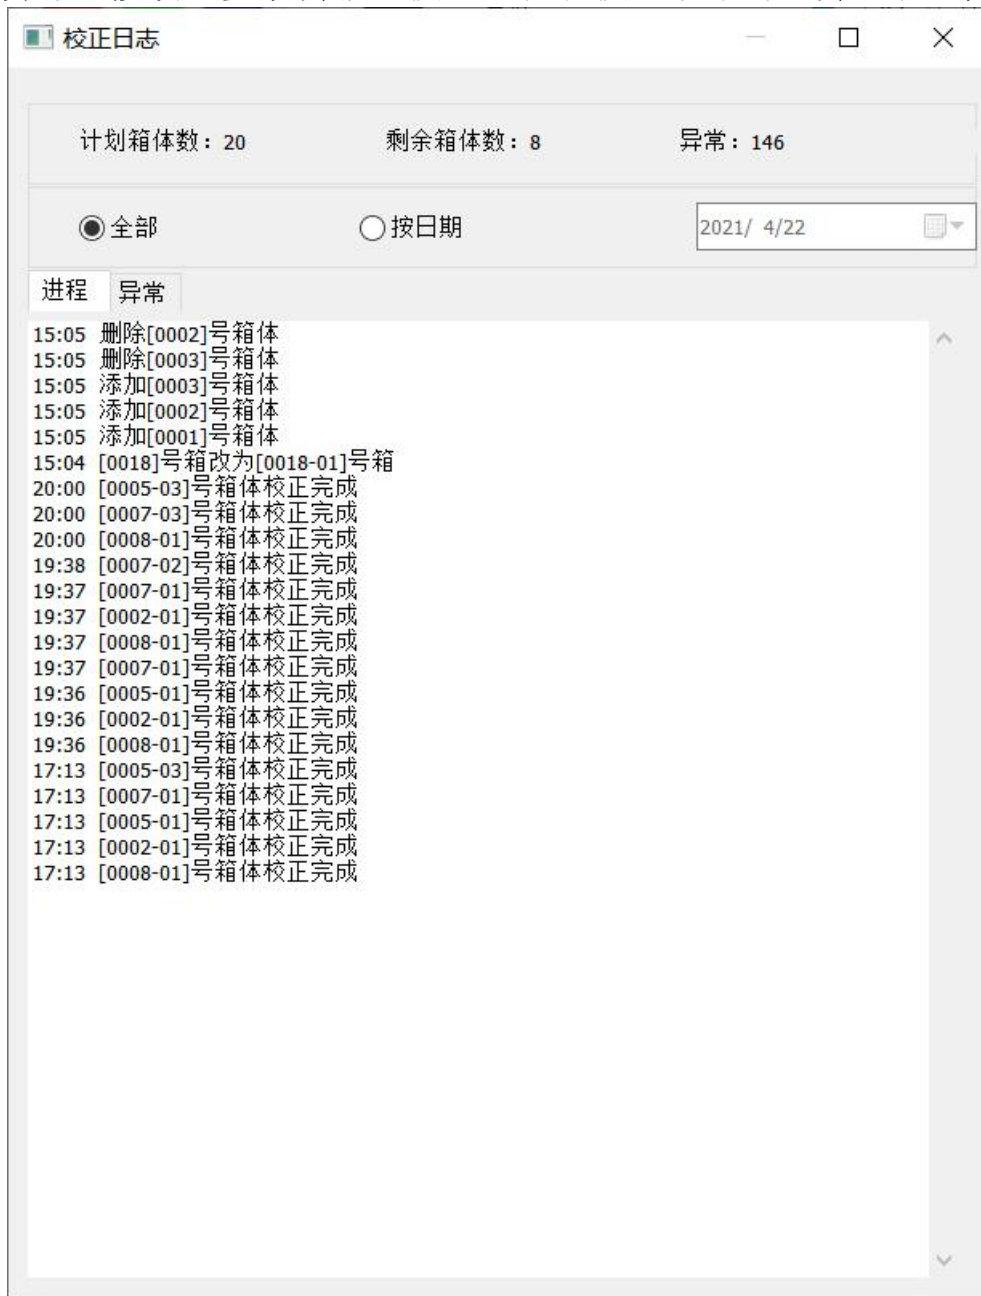 校正日志
计划箱体数：20 剩余箱体数：8 异常：146
全部 按日期 2021/ 4/22
进程 异常
15:05 删除[0002]号箱体
15:05 删除[0003]号箱体
15:05 添加[0003]号箱体
15:05 添加[0002]号箱体
15:05 添加[0001]号箱体
15:04 [0018]号箱改为[0018-01]号箱
20:00 [0005-03]号箱体校正完成
20:00 [0007-03]号箱体校正完成
20:00 [0008-01]号箱体校正完成
19:38 [0007-02]号箱体校正完成
19:37 [0007-01]号箱体校正完成
19:37 [0002-01]号箱体校正完成
19:37 [0008-01]号箱体校正完成
19:37 [0007-01]号箱体校正完成
19:36 [0005-01]号箱体校正完成
19:36 [0002-01]号箱体校正完成
19:36 [0008-01]号箱体校正完成
17:13 [0005-03]号箱体校正完成
17:13 [0007-01]号箱体校正完成
17:13 [0005-01]号箱体校正完成
17:13 [0002-01]号箱体校正完成
17:13 [0008-01]号箱体校正完成